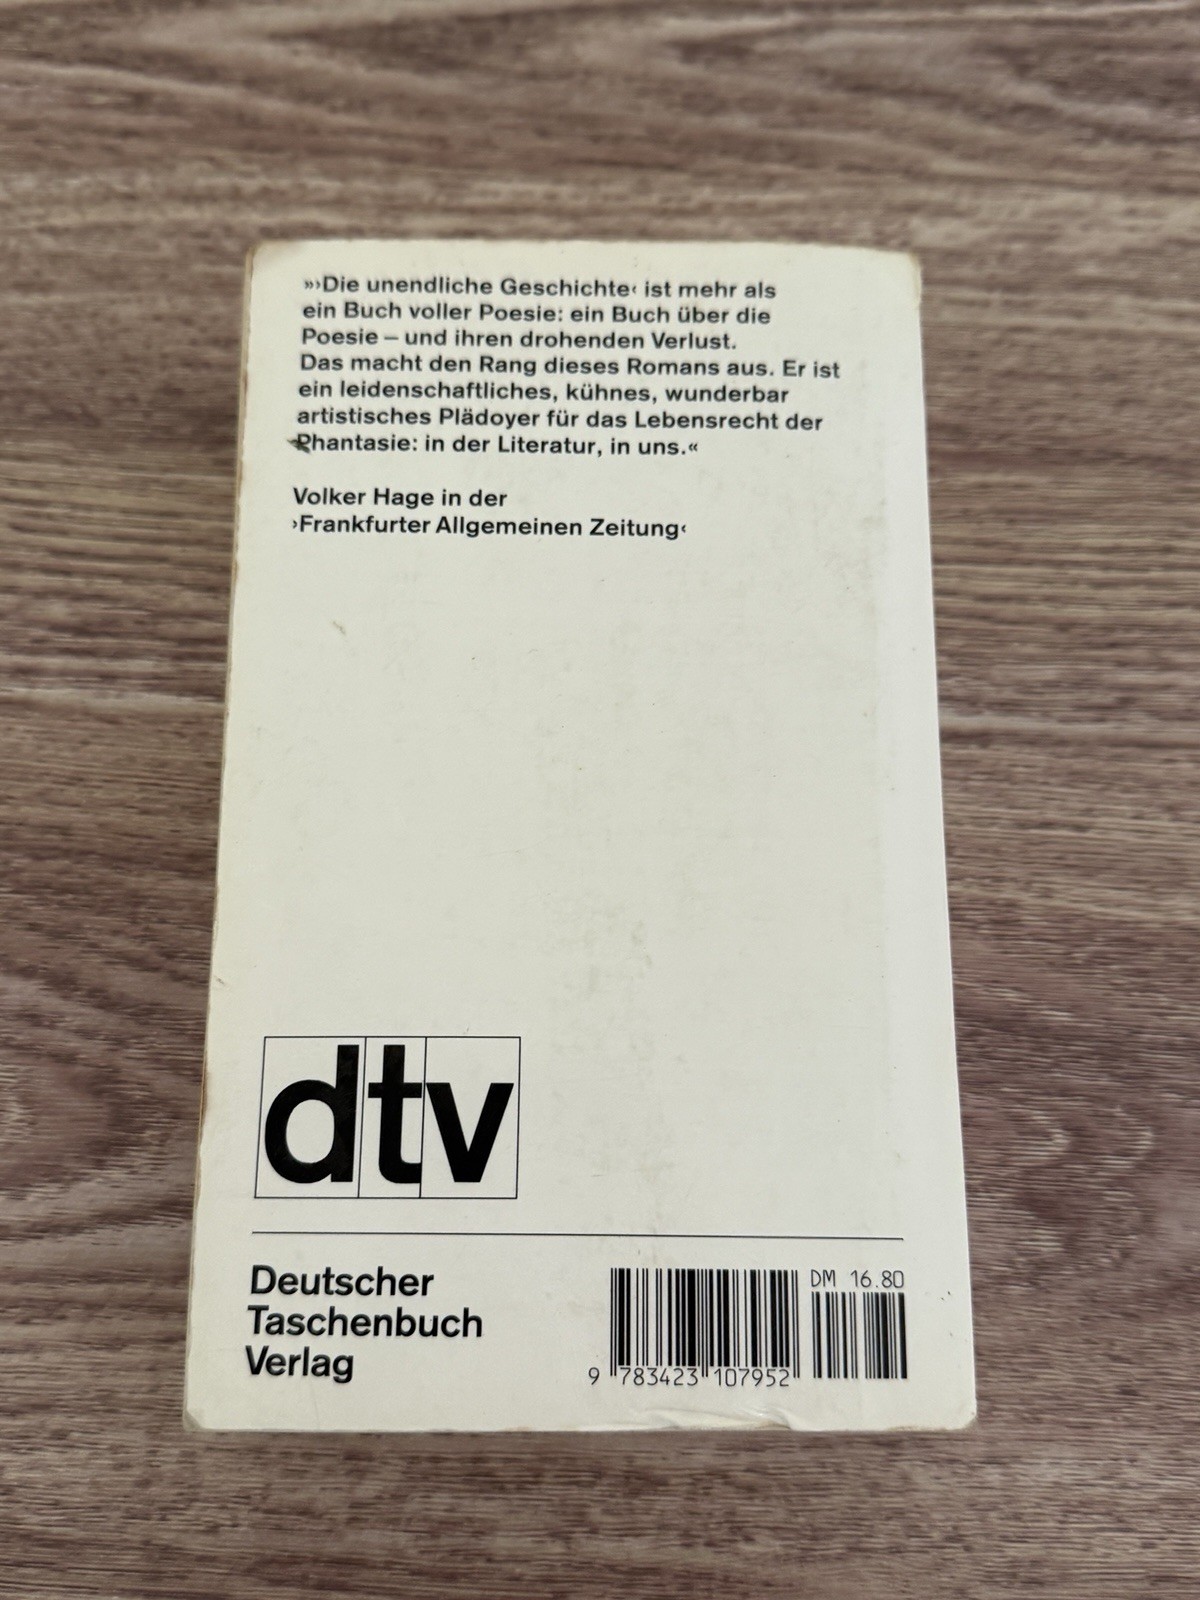 »›Die unendliche Geschichte‹ ist mehr als
ein Buch voller Poesie: ein Buch über die
Poesie – und ihren drohenden Verlust.
Das macht den Rang dieses Romans aus. Er ist
ein leidenschaftliches, kühnes, wunderbar
artistisches Plädoyer für das Lebensrecht der
Phantasie: in der Literatur, in uns.«
Volker Hage in der
›Frankfurter Allgemeinen Zeitung‹
dtv
Deutscher
Taschenbuch
Verlag
DM 16.80
9 783423 107952